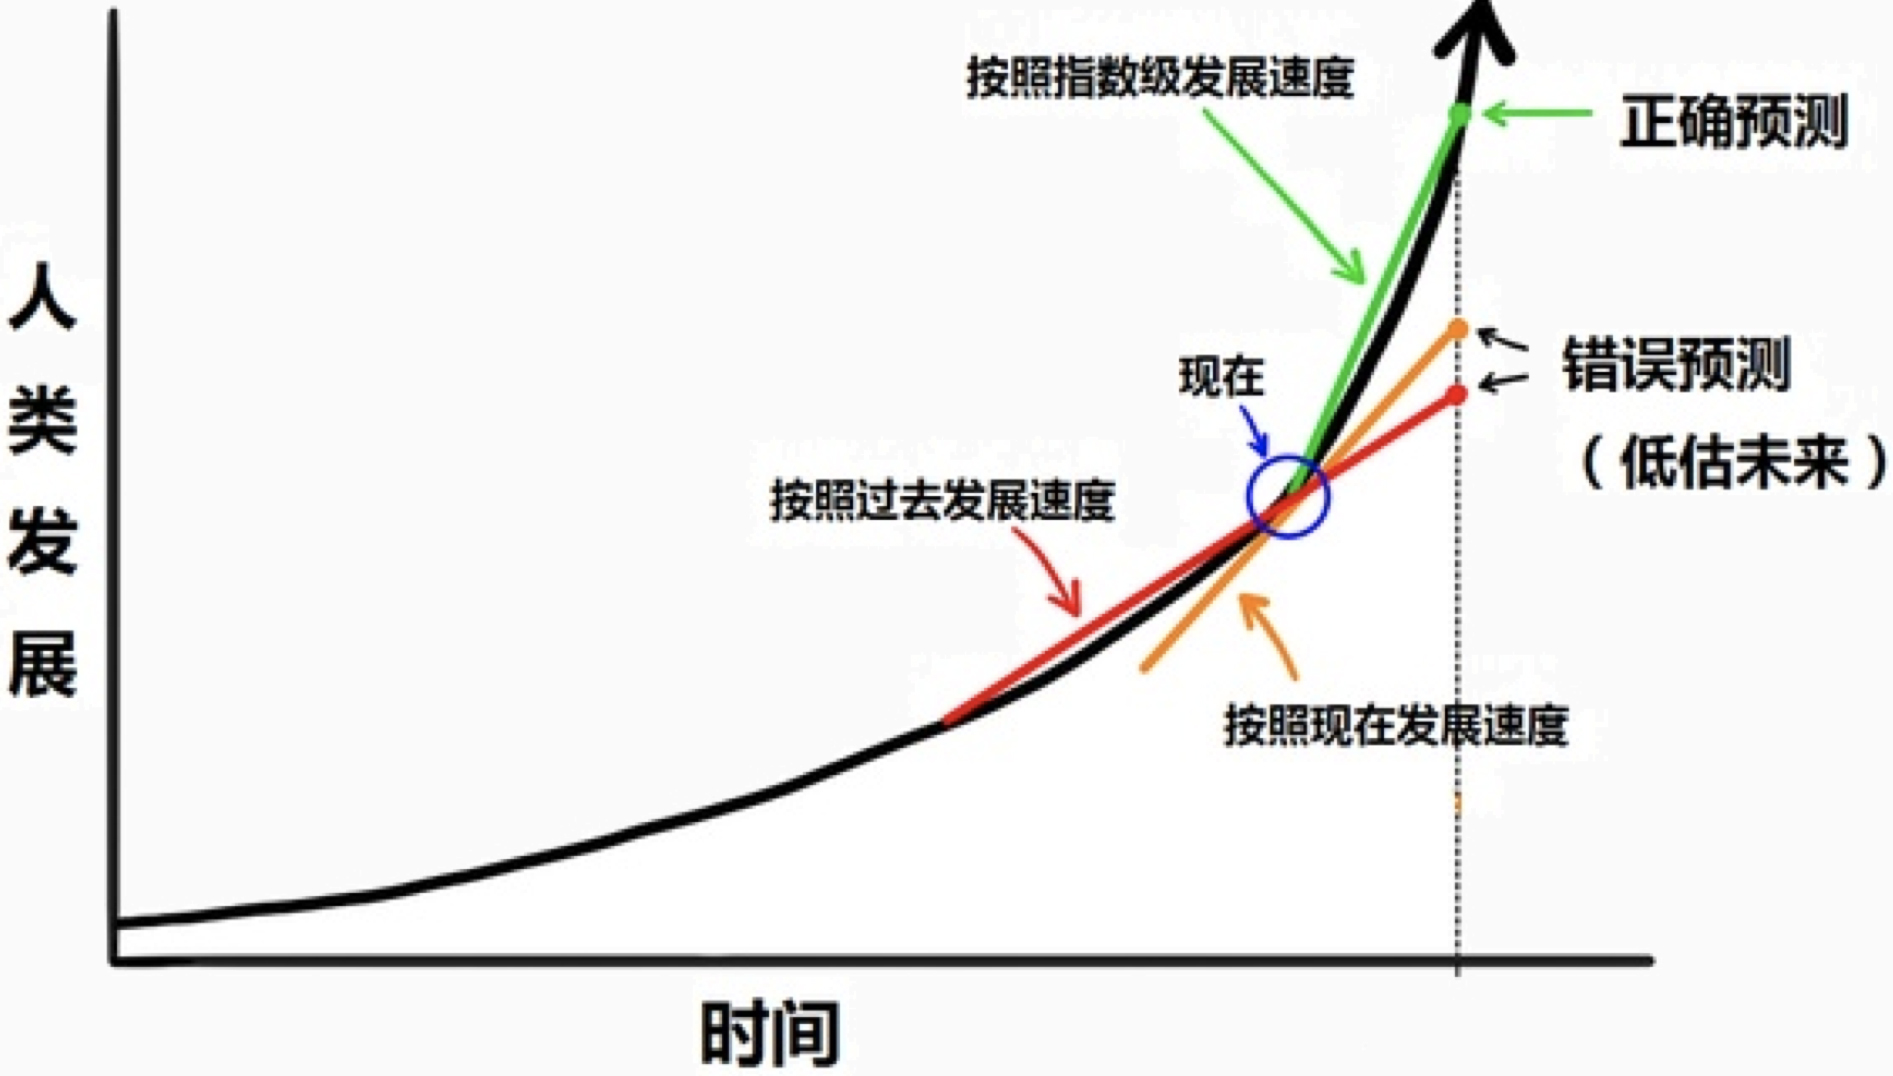 按照指数级发展速度
正确预测
人类发展
现在
错误预测
（低估未来）
按照过去发展速度
按照现在发展速度
时间